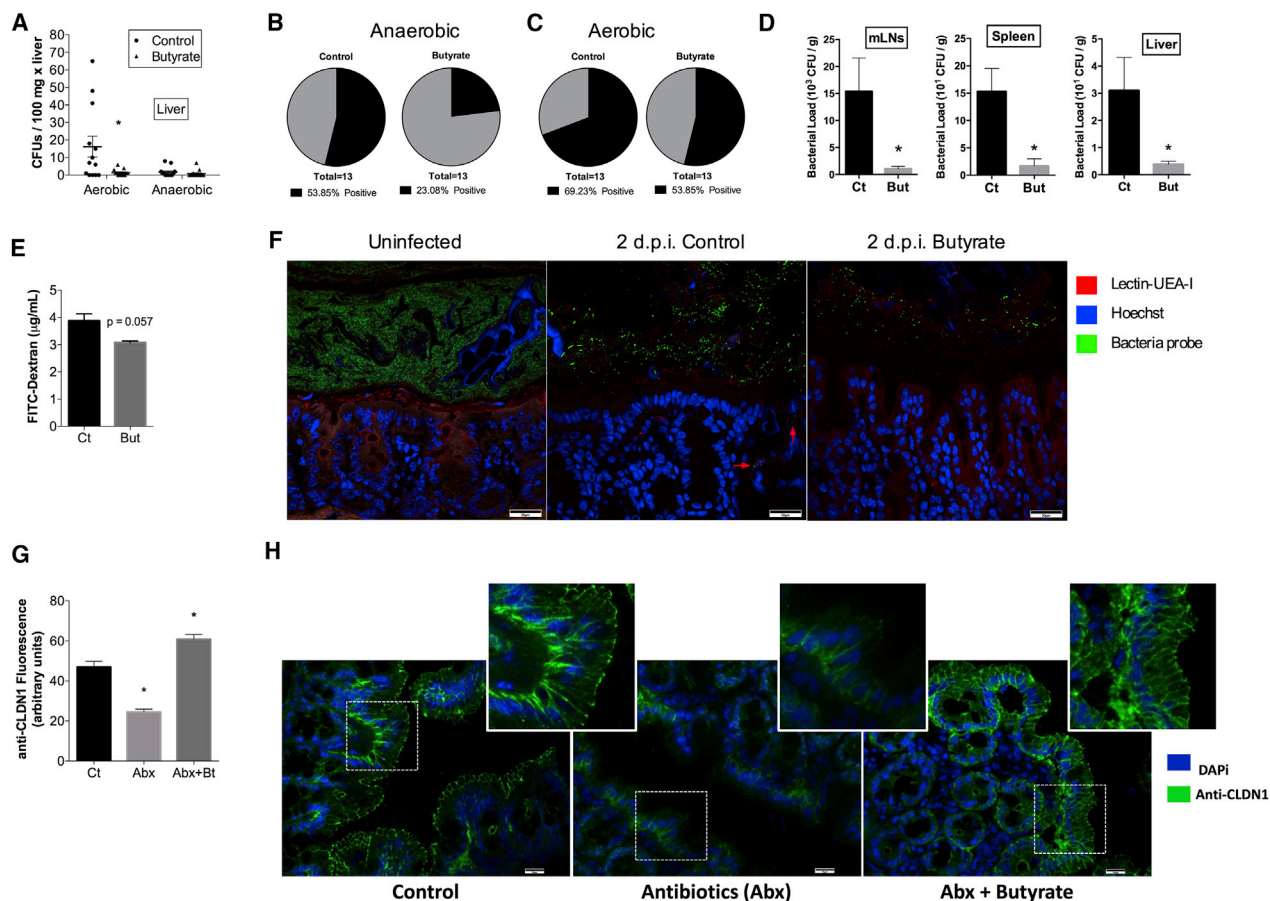 A
CFUs / 100 mg x liver
80
70
60
50
40
30
20
10
0
Control
Butyrate
Liver
*
Aerobic
Anaerobic
B
Anaerobic
Control
Butyrate
Total=13
Total=13
53.85% Positive
23.08% Positive
C
Aerobic
Control
Butyrate
Total=13
Total=13
69.23% Positive
53.85% Positive
D
mLNs
Bacterial Load (10³ CFU / g)
25
20
15
10
5
0
*
Ct
But
Spleen
Bacterial Load (10¹ CFU / g)
25
20
15
10
5
0
*
Ct
But
Liver
Bacterial Load (10¹ CFU / g)
5
4
3
2
1
0
*
Ct
But
E
FITC-Dextran (µg/mL)
5
4
3
2
1
0
p = 0.057
Ct
But
F
Uninfected
2 d.p.i. Control
2 d.p.i. Butyrate
Lectin-UEA-I
Hoechst
Bacteria probe
G
anti-CLDN1 Fluorescence
(arbitrary units)
80
60
40
20
0
*
*
Ct
Abx
Abx+Bt
H
DAPi
Anti-CLDN1
Control
Antibiotics (Abx)
Abx + Butyrate